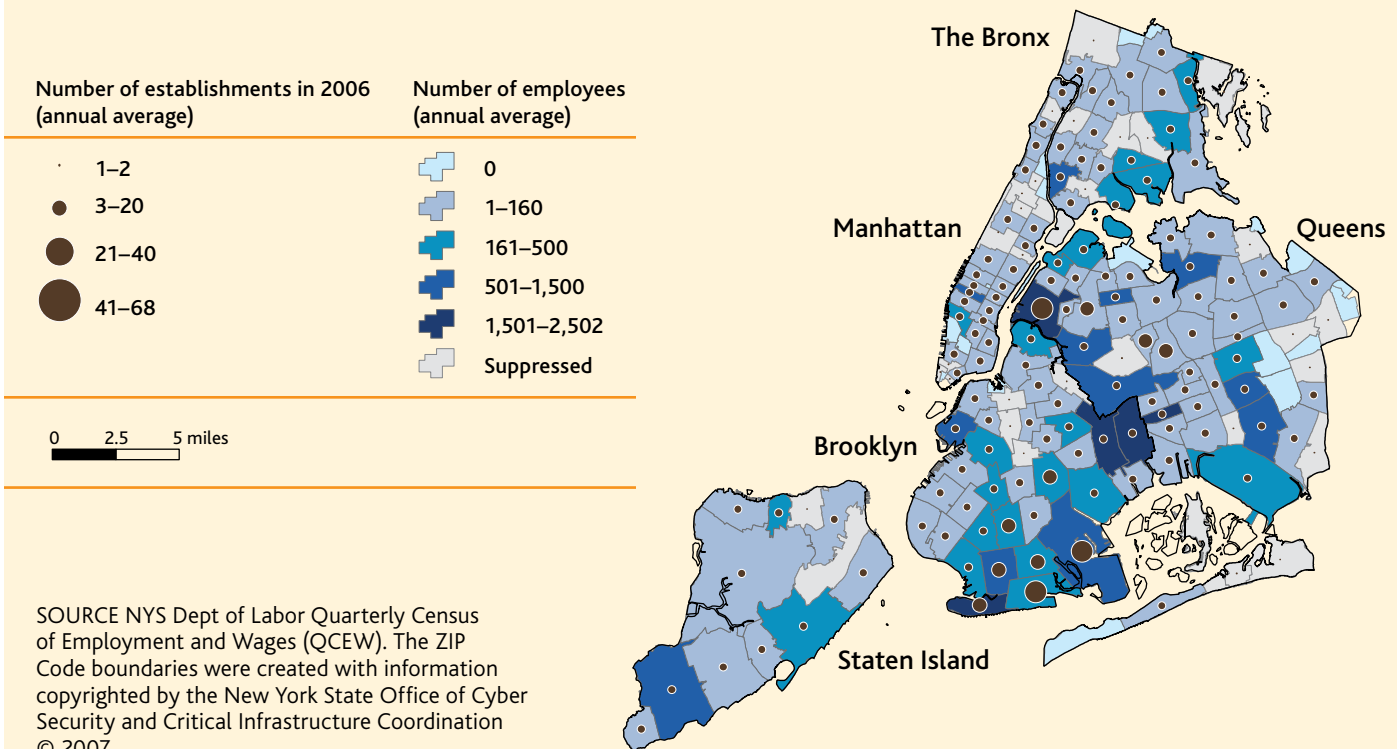 Number of establishments in 2006
(annual average)
1–2
3–20
21–40
41–68
Number of employees
(annual average)
0
1–160
161–500
501–1,500
1,501–2,502
Suppressed
0 2.5 5 miles
SOURCE NYS Dept of Labor Quarterly Census
of Employment and Wages (QCEW). The ZIP
Code boundaries were created with information
copyrighted by the New York State Office of Cyber
Security and Critical Infrastructure Coordination
© 2007
The Bronx
Manhattan
Queens
Brooklyn
Staten Island